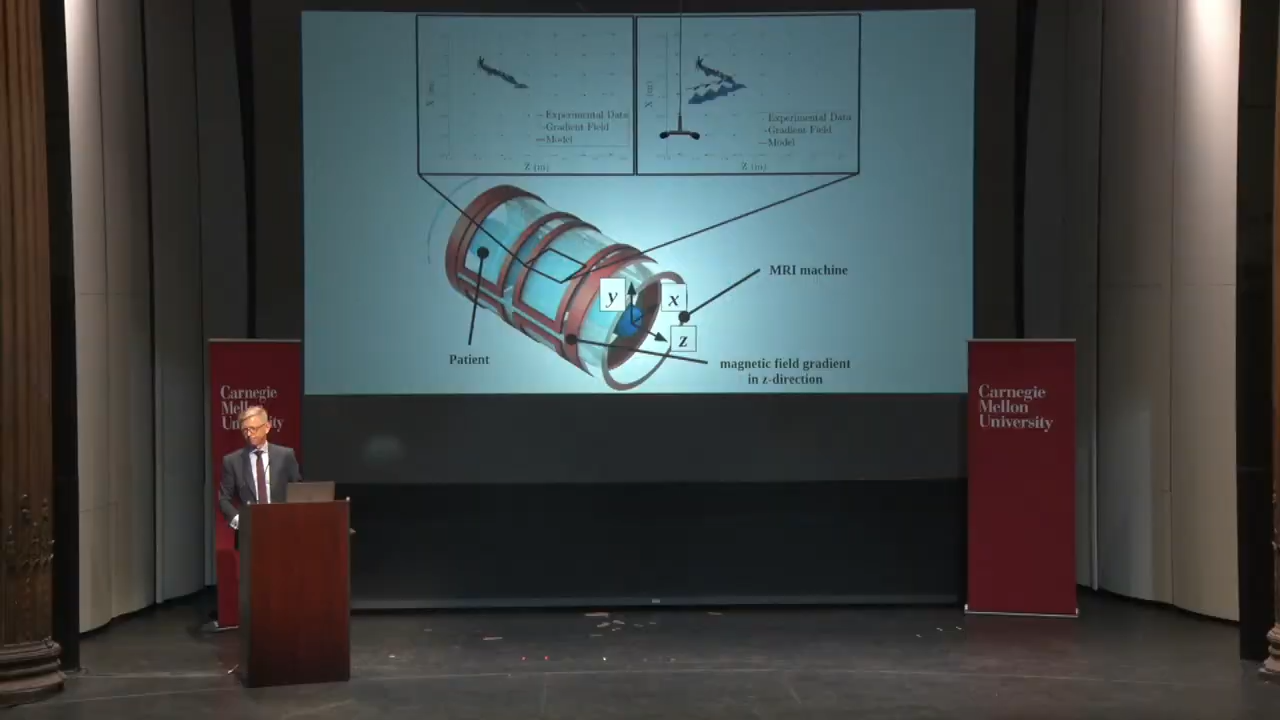 X (m)
Experimental Data
Gradient Field
Model
Z (m)
X (m)
Experimental Data
Gradient Field
Model
Z (m)
MRI machine
y
x
z
Patient
magnetic field gradient
in z-direction
Carnegie
Mellon
University
Carnegie
Mellon
University